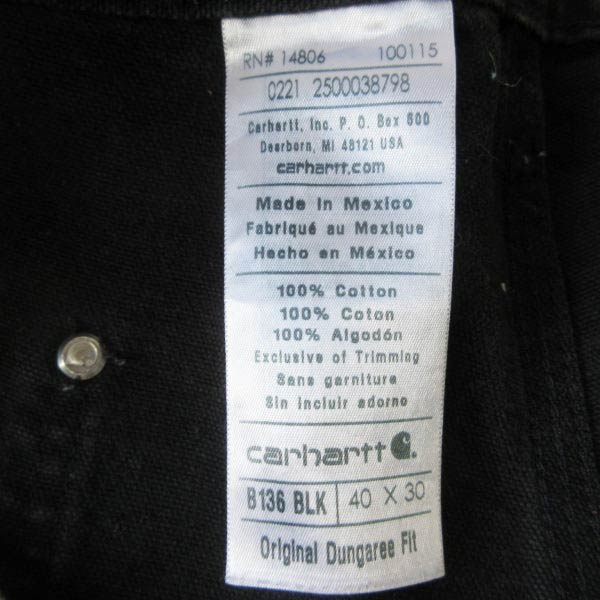 RN# 14806 100115
0221 2500038798
Carhartt, Inc. P. O. Box 600
Dearborn, MI 48121 USA
carhartt.com
Made in Mexico
Fabriqué au Mexique
Hecho en México
100% Cotton
100% Coton
100% Algodón
Exclusive of Trimming
Sans garniture
Sin incluir adorno
carhartt
B136 BLK 40 X 30
Original Dungaree Fit